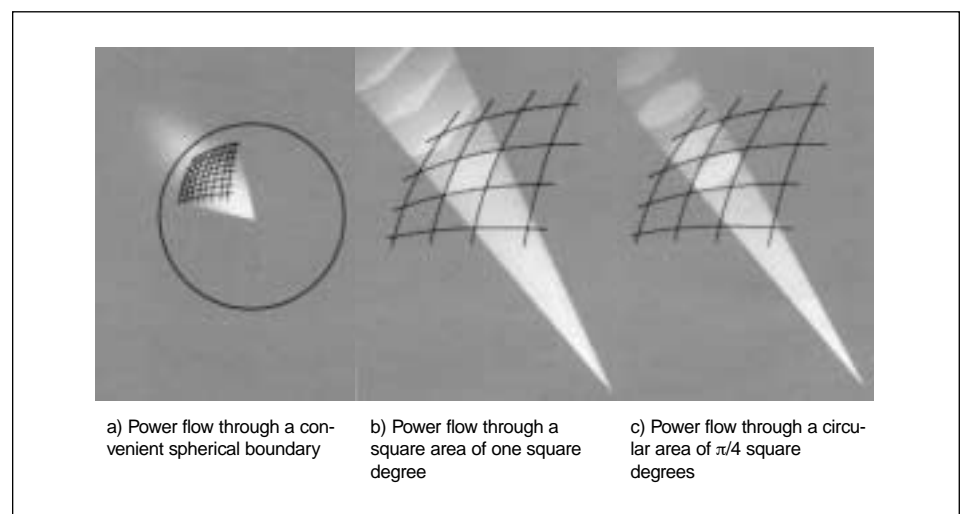 a) Power flow through a con-
venient spherical boundary
b) Power flow through a
square area of one square
degree
c) Power flow through a circu-
lar area of π/4 square
degrees